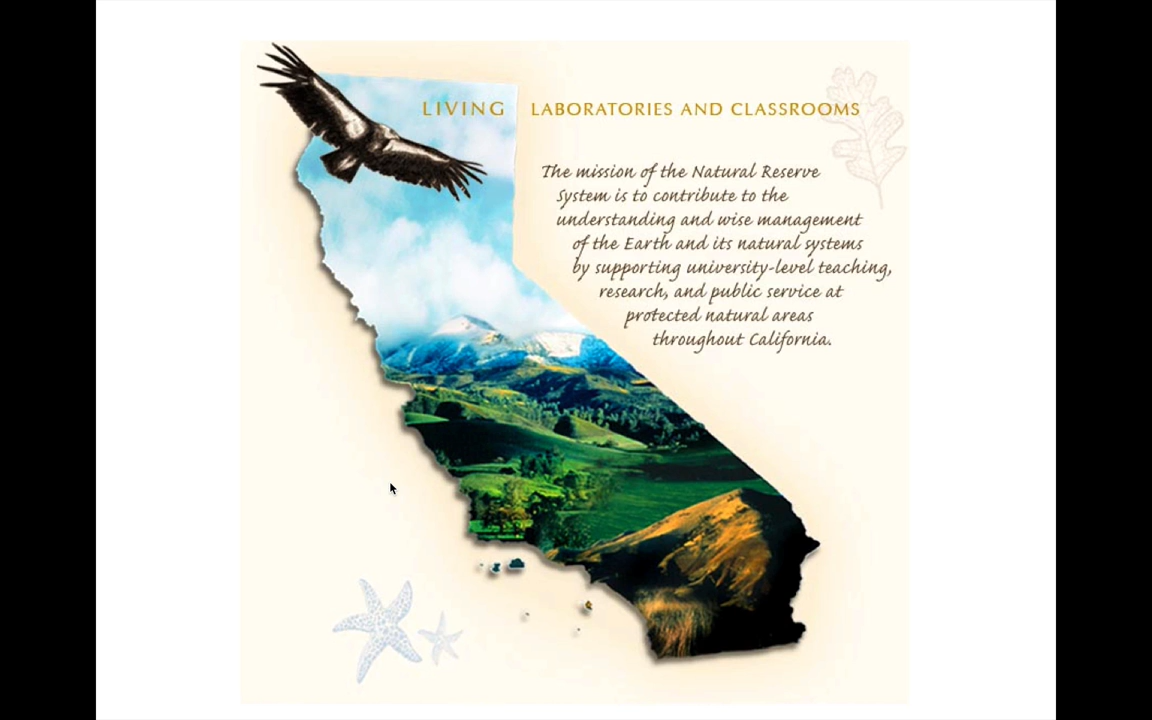 LIVING LABORATORIES AND CLASSROOMS
The mission of the Natural Reserve
System is to contribute to the
understanding and wise management
of the Earth and its natural systems
by supporting university-level teaching,
research, and public service at
protected natural areas
throughout California.